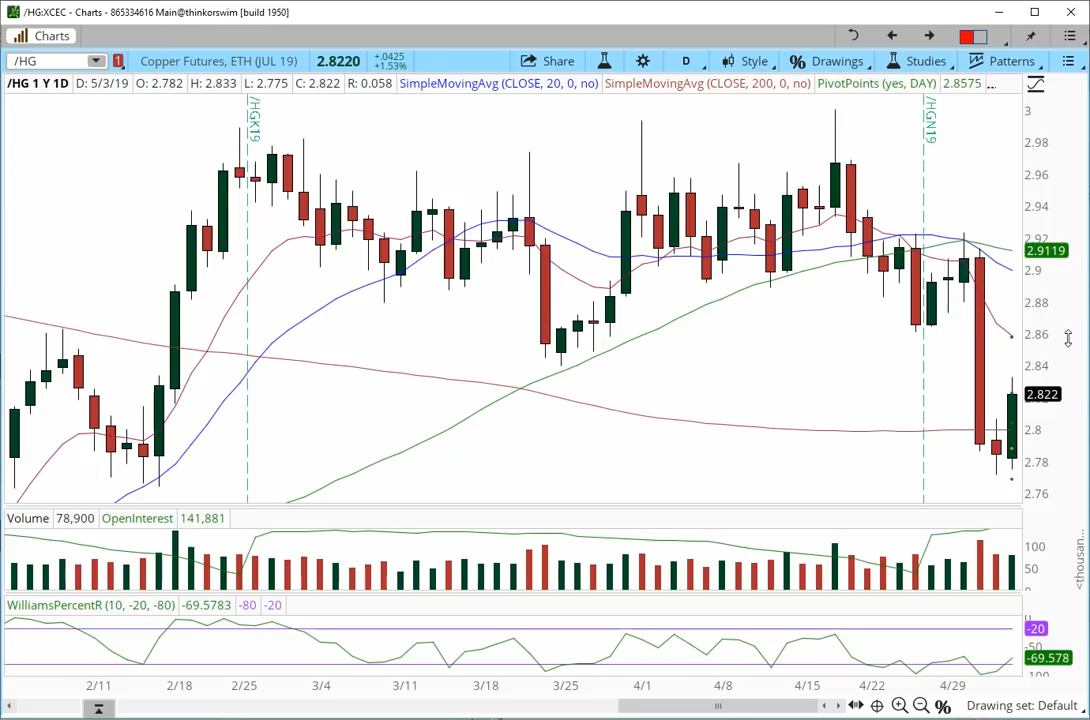 /HG:XCEC - Charts - 865334616 Main@thinkorswim [build 1950]
Charts
/HG 1 Copper Futures, ETH (JUL 19) 2.8220 +.0425 +1.53% Share D Style Drawings Studies Patterns
/HG 1 Y 1D D: 5/3/19 O: 2.782 H: 2.833 L: 2.775 C: 2.822 R: 0.058 SimpleMovingAvg (CLOSE, 20, 0, no) SimpleMovingAvg (CLOSE, 200, 0, no) PivotPoints (yes, DAY) 2.8575 ...
/HGK19
/HGN19
3
2.98
2.96
2.94
2.92
2.9119
2.9
2.88
2.86
2.84
2.822
2.8
2.78
2.76
Volume 78,900 OpenInterest 141,881
100
50
0
<thousan...
WilliamsPercentR (10, -20, -80) -69.5783 -80 -20
0
-20
-50
-69.578
-100
2/11 2/18 2/25 3/4 3/11 3/18 3/25 4/1 4/8 4/15 4/22 4/29
Drawing set: Default